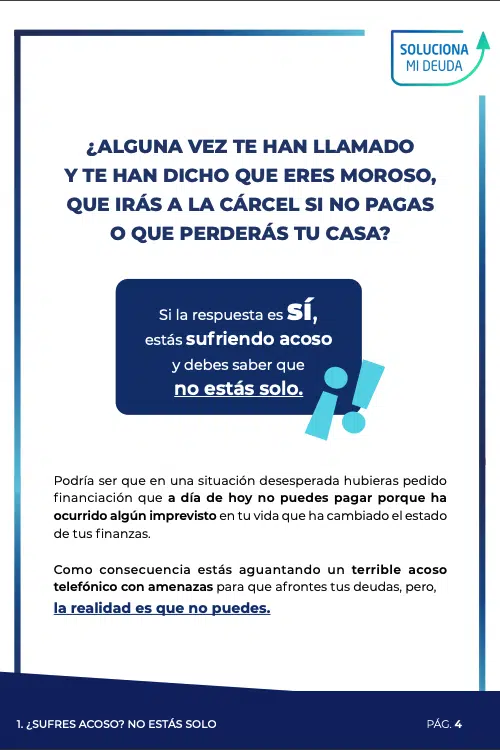 SOLUCIONA
MI DEUDA
¿ALGUNA VEZ TE HAN LLAMADO
Y TE HAN DICHO QUE ERES MOROSO,
QUE IRÁS A LA CÁRCEL SI NO PAGAS
O QUE PERDERÁS TU CASA?
Si la respuesta es sí,
estás sufriendo acoso
y debes saber que
no estás solo.
¡!
Podría ser que en una situación desesperada hubieras pedido
financiación que a día de hoy no puedes pagar porque ha
ocurrido algún imprevisto en tu vida que ha cambiado el estado
de tus finanzas.
Como consecuencia estás aguantando un terrible acoso
telefónico con amenazas para que afrontes tus deudas, pero,
la realidad es que no puedes.
1. ¿SUFRES ACOSO? NO ESTÁS SOLO
PÁG. 4